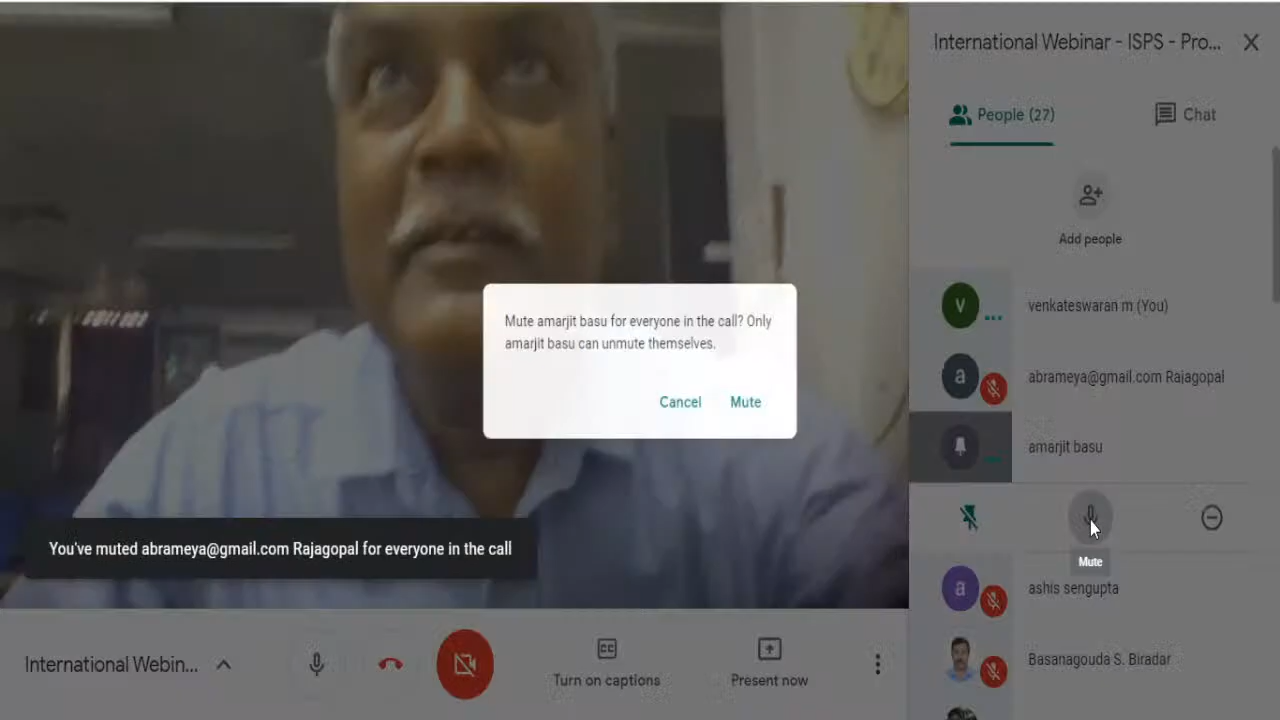 International Webinar - ISPS - Pro...
People (27)
Chat
Add people
V
venkateswaran m (You)
a
abrameya@gmail.com Rajagopal
amarjit basu
Mute amarjit basu for everyone in the call? Only
amarjit basu can unmute themselves.
Cancel
Mute
Mute
You've muted abrameya@gmail.com Rajagopal for everyone in the call
a
ashis sengupta
Basanagouda S. Biradar
International Webin...
CC
Turn on captions
Present now